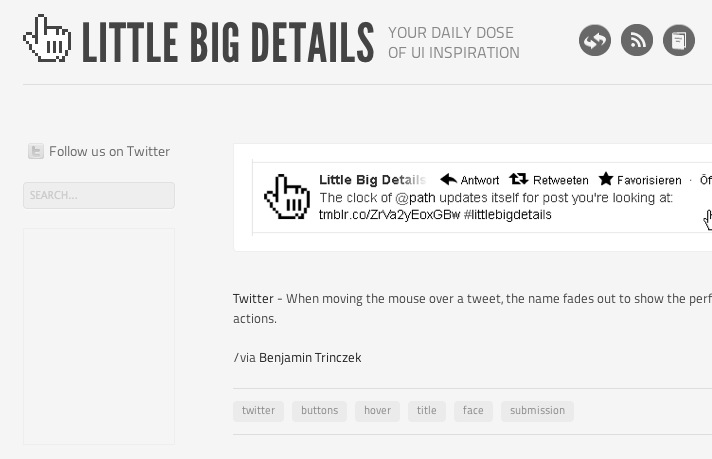 LITTLE BIG DETAILS
YOUR DAILY DOSE
OF UI INSPIRATION
Follow us on Twitter
SEARCH...
Little Big Details Antwort Retweeten Favorisieren ·
The clock of @path updates itself for post you're looking at:
tmblr.co/ZrVa2yEoxGBw #littlebigdetails
Twitter - When moving the mouse over a tweet, the name fades out to show the
actions.
/via Benjamin Trinczek
twitter buttons hover title face submission